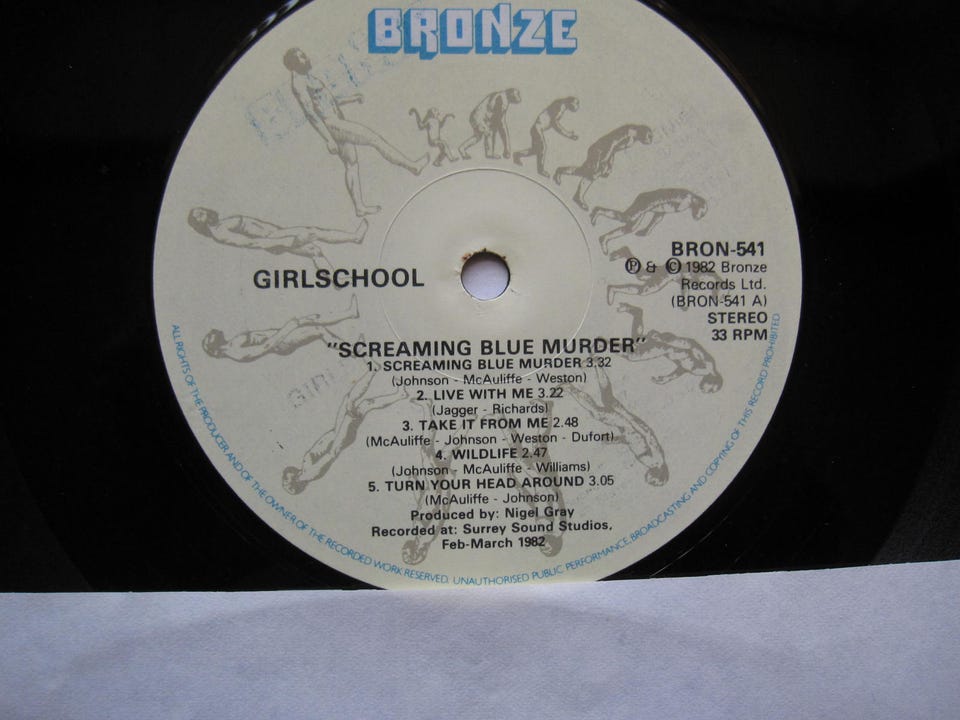 BRONZE
GIRLSCHOOL
BRON-541
Ⓟ & Ⓒ 1982 Bronze
Records Ltd.
(BRON-541 A)
STEREO
33 RPM
"SCREAMING BLUE MURDER"
1. SCREAMING BLUE MURDER 3.32
(Johnson - McAuliffe - Weston)
2. LIVE WITH ME 3.22
(Jagger - Richards)
3. TAKE IT FROM ME 2.48
(McAuliffe - Johnson - Weston - Dufort)
4. WILDLIFE 2.47
(Johnson - McAuliffe - Williams)
5. TURN YOUR HEAD AROUND 3.05
(McAuliffe - Johnson)
Produced by: Nigel Gray
Recorded at: Surrey Sound Studios,
Feb-March 1982
ALL RIGHTS OF THE PRODUCER AND OF THE OWNER OF THE RECORDED WORK RESERVED. UNAUTHORISED PUBLIC PERFORMANCE, BROADCASTING AND COPYING OF THIS RECORD PROHIBITED